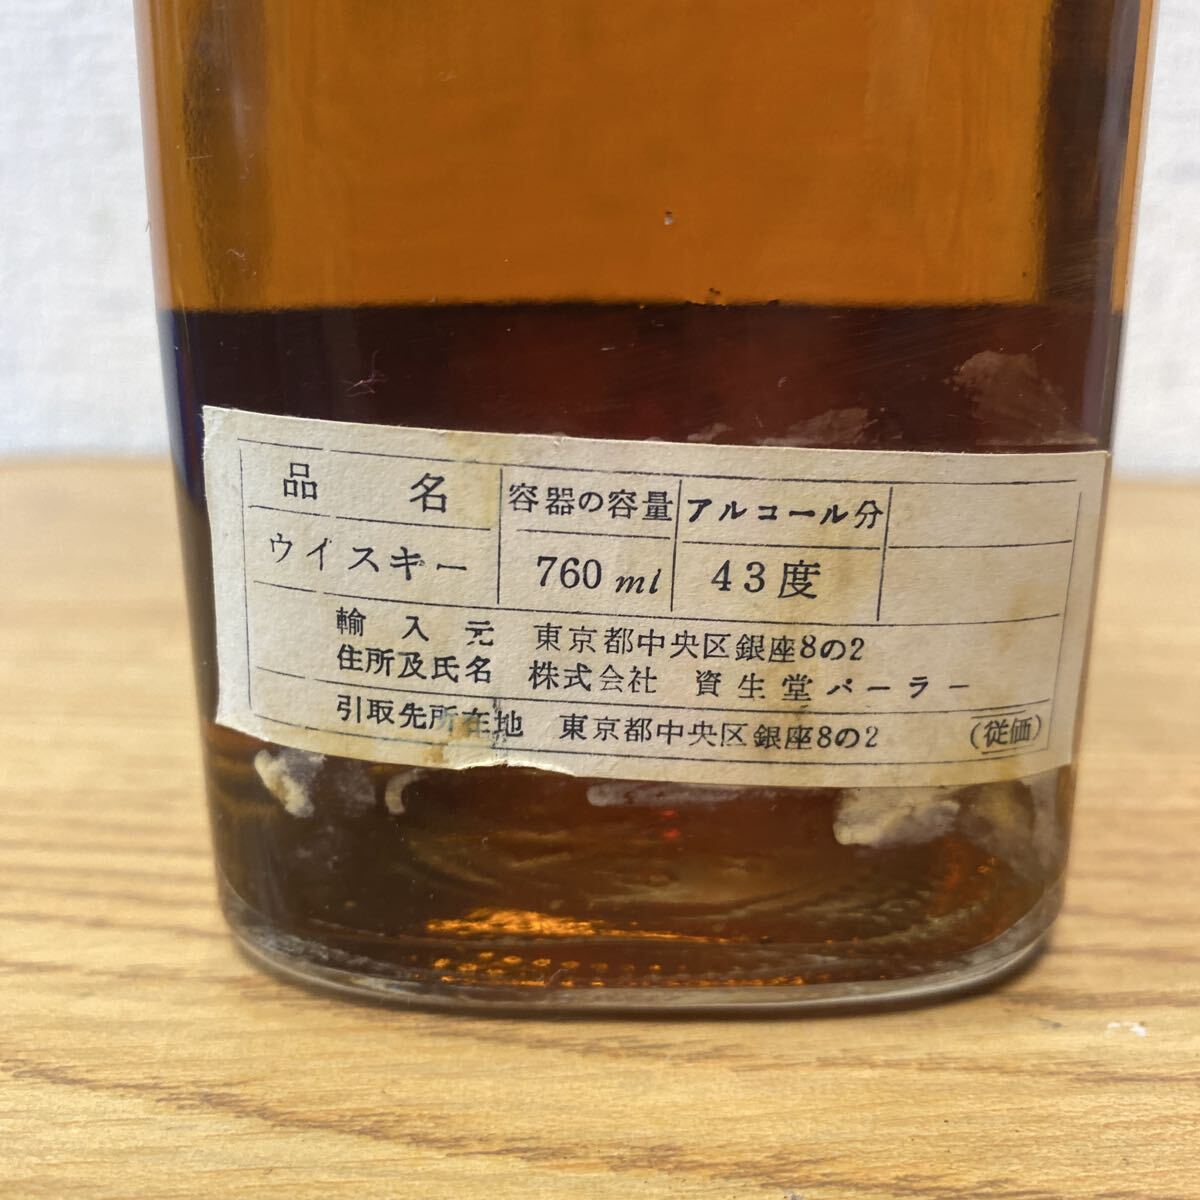 品名 容器の容量 アルコール分
ウイスキー 760ml 43度
輸入元 東京都中央区銀座8の2
住所及氏名 株式会社 資生堂パーラー
引取先所在地 東京都中央区銀座8の2 (従価)